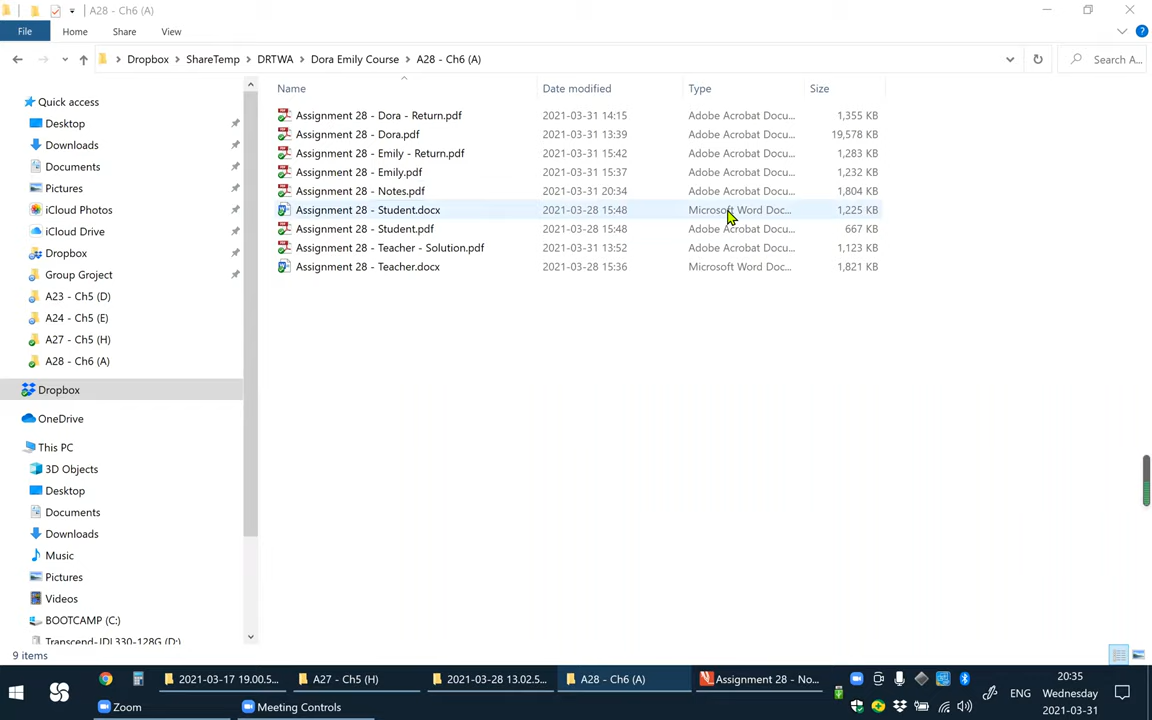 A28 - Ch6 (A)
File Home Share View
Dropbox ShareTemp DRTWA Dora Emily Course A28 - Ch6 (A) Search A...
Name Date modified Type Size
Assignment 28 - Dora - Return.pdf 2021-03-31 14:15 Adobe Acrobat Docu... 1,355 KB
Assignment 28 - Dora.pdf 2021-03-31 13:39 Adobe Acrobat Docu... 19,578 KB
Assignment 28 - Emily - Return.pdf 2021-03-31 15:42 Adobe Acrobat Docu... 1,283 KB
Assignment 28 - Emily.pdf 2021-03-31 15:37 Adobe Acrobat Docu... 1,232 KB
Assignment 28 - Notes.pdf 2021-03-31 20:34 Adobe Acrobat Docu... 1,804 KB
Assignment 28 - Student.docx 2021-03-28 15:48 Microsoft Word Doc... 1,225 KB
Assignment 28 - Student.pdf 2021-03-28 15:48 Adobe Acrobat Docu... 667 KB
Assignment 28 - Teacher - Solution.pdf 2021-03-31 13:52 Adobe Acrobat Docu... 1,123 KB
Assignment 28 - Teacher.docx 2021-03-28 15:36 Microsoft Word Doc... 1,821 KB
Quick access
Desktop
Downloads
Documents
Pictures
iCloud Photos
iCloud Drive
Dropbox
Group Project
A23 - Ch5 (D)
A24 - Ch5 (E)
A27 - Ch5 (H)
A28 - Ch6 (A)
Dropbox
OneDrive
This PC
3D Objects
Desktop
Documents
Downloads
Music
Pictures
Videos
BOOTCAMP (C:)
Transcend-JDL330-128G (D:)
9 items
2021-03-17 19.00.5... A27 - Ch5 (H) 2021-03-28 13.02.5... A28 - Ch6 (A) Assignment 28 - No...
Zoom Meeting Controls
ENG
20:35
Wednesday
2021-03-31